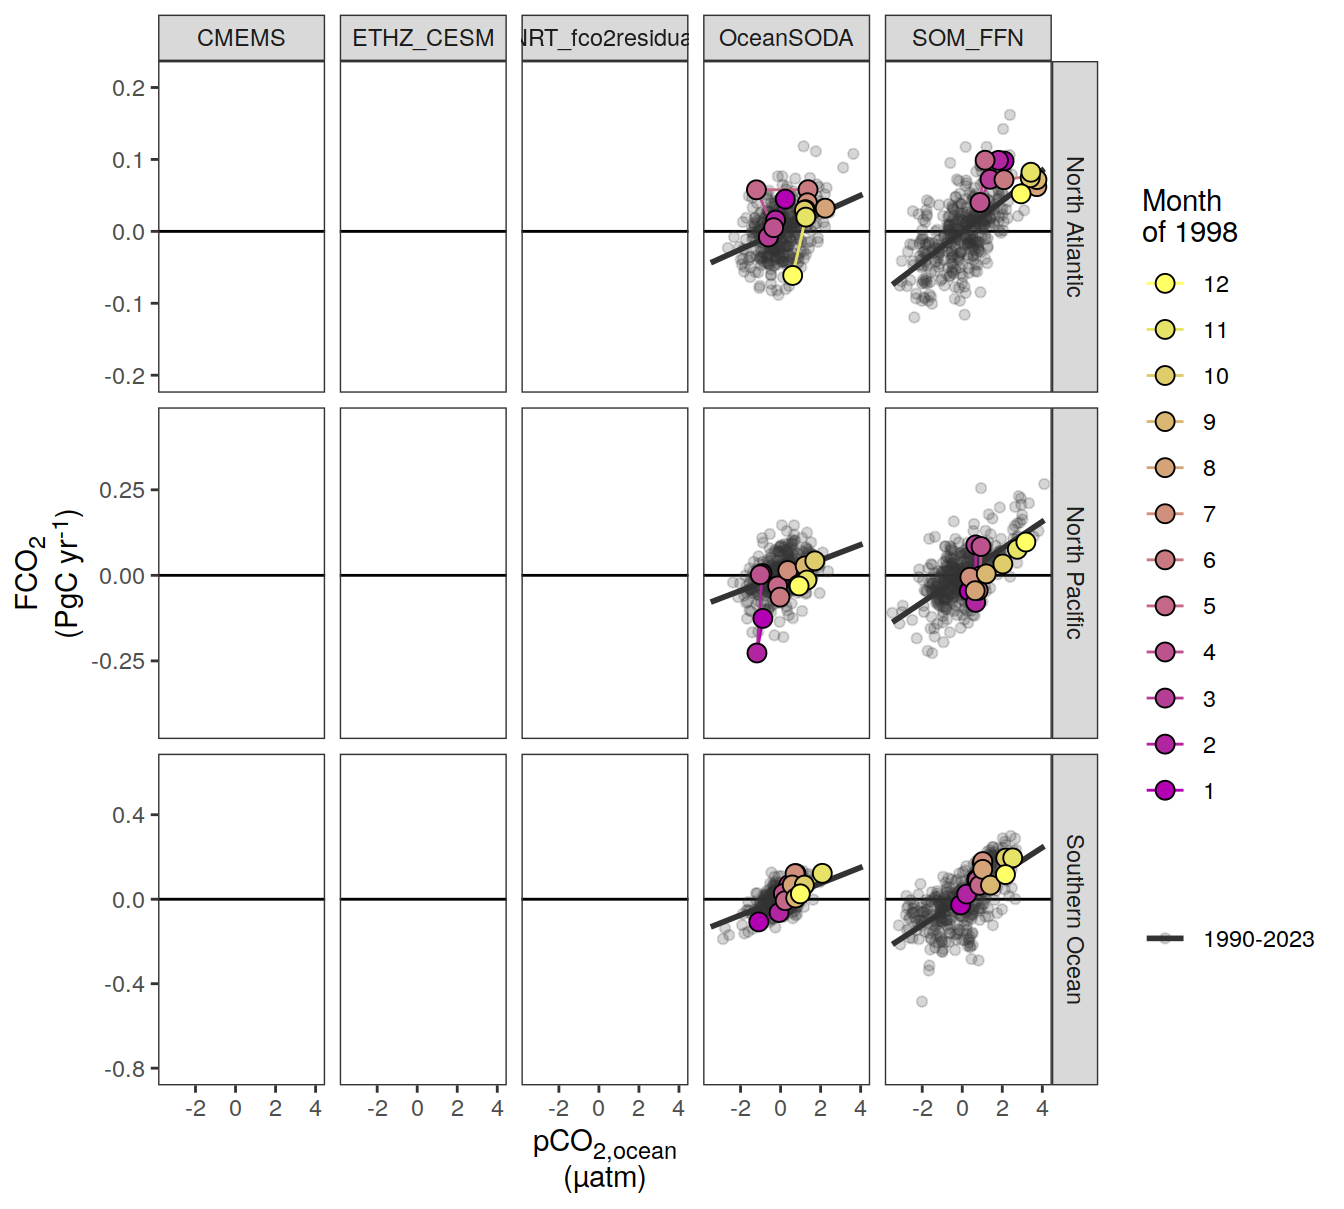 CMEMS ETHZ_CESM NRT_fco2residua OceanSODA SOM_FFN
0.2
0.1
0.0
-0.1
-0.2
North Atlantic
0.25
0.00
-0.25
North Pacific
0.4
0.0
-0.4
-0.8
Southern Ocean
-2 0 2 4 -2 0 2 4 -2 0 2 4 -2 0 2 4 -2 0 2 4
pCO2,ocean
(µatm)
FCO2
(PgC yr-1)
Month
of 1998
12
11
10
9
8
7
6
5
4
3
2
1
1990-2023